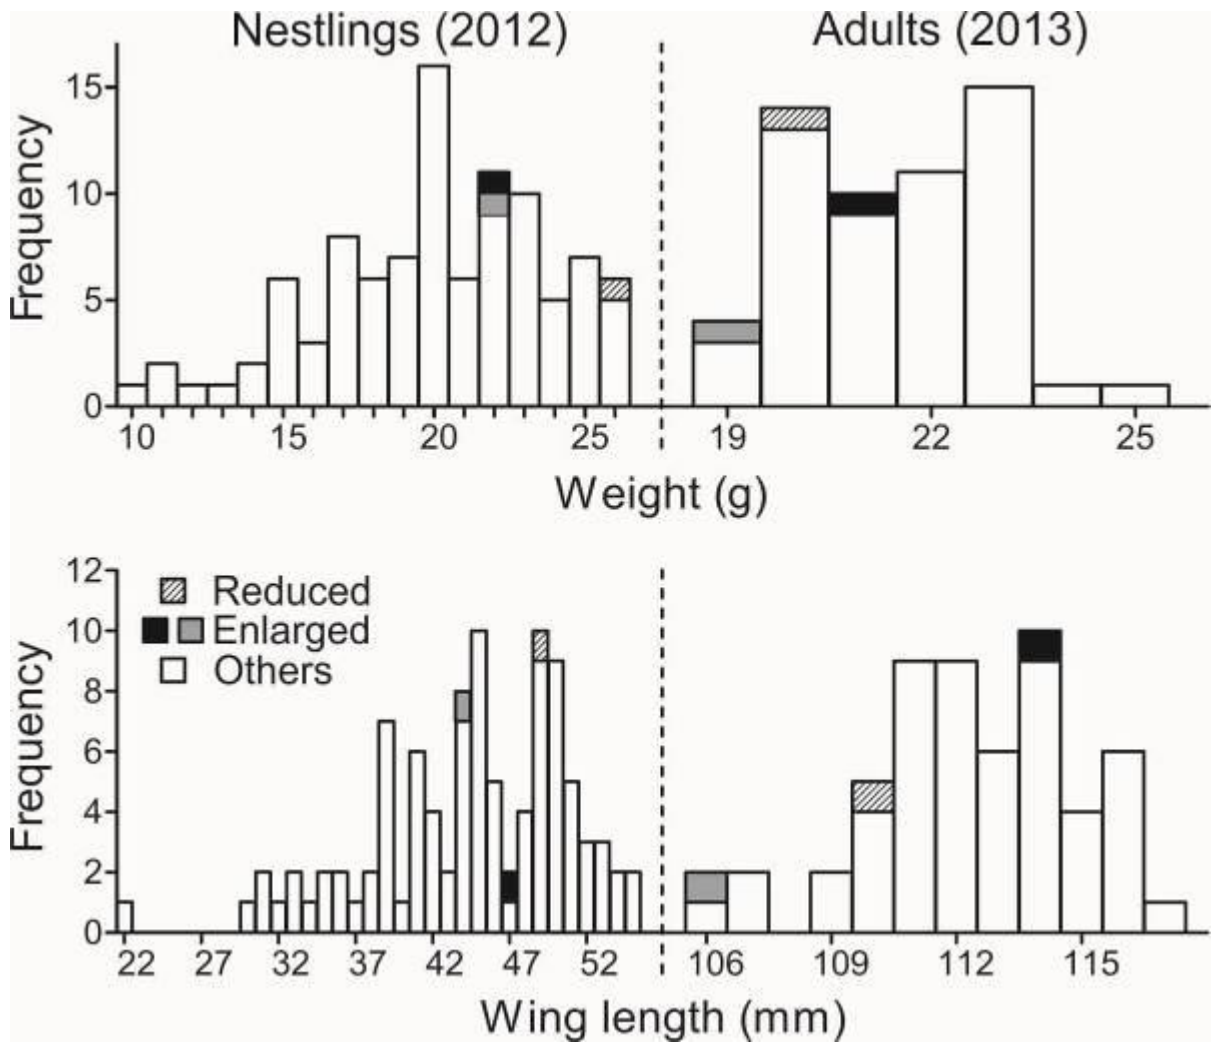 Nestlings (2012) Adults (2013)
Frequency
15
10
5
0
10 15 20 25 19 22 25
Weight (g)
Frequency
12
10
8
6
4
2
0
Reduced
Enlarged
Others
22 27 32 37 42 47 52 106 109 112 115
Wing length (mm)